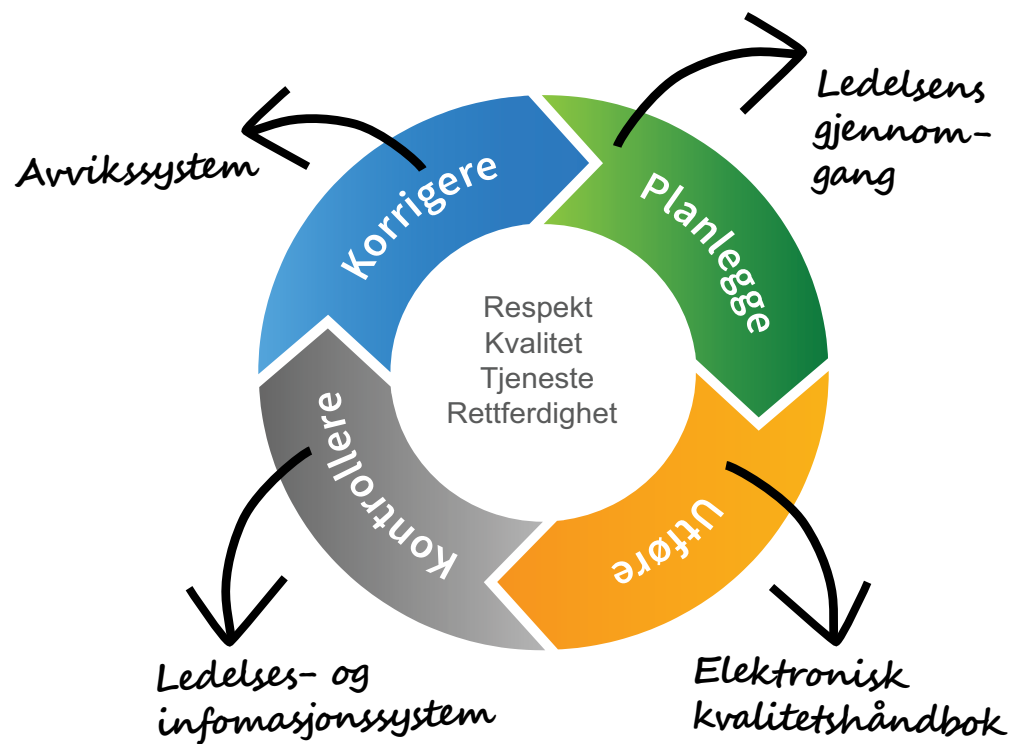 Ledelsens
gjennom-
gang
Avvikssystem
Korrigere
Planlegge
Respekt
Kvalitet
Tjeneste
Rettferdighet
Kontrollere
Utføre
Ledelses- og
infomasjonssystem
Elektronisk
kvalitetshåndbok